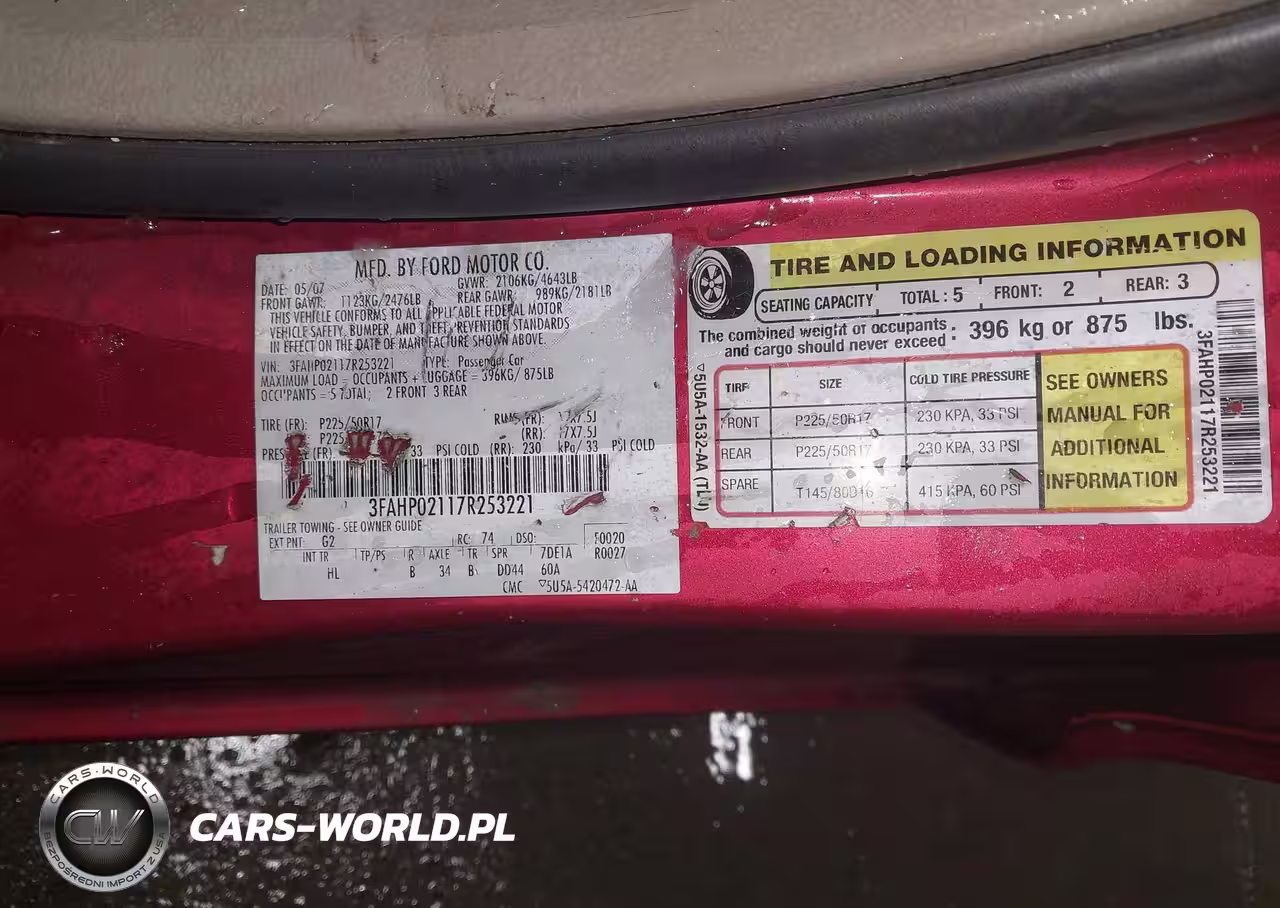 MFD. BY FORD MOTOR CO.
DATE: 05/07
GVWR: 2106KG/4643LB
FRONT GAWR: 1123KG/2476LB
REAR GAWR: 989KG/2181LB
THIS VEHICLE CONFORMS TO ALL APPLICABLE FEDERAL MOTOR
VEHICLE SAFETY, BUMPER, AND THEFT PREVENTION STANDARDS
IN EFFECT ON THE DATE OF MANUFACTURE SHOWN ABOVE.
VIN: 3FAHP02117R253221 TYPE: Passenger Car
MAXIMUM LOAD = OCCUPANTS + LUGGAGE = 396KG/ 875LB
OCCUPANTS = 5 TOTAL; 2 FRONT 3 REAR
TIRE (FR): P225/50R17 RIMS (FR): 17X7.5J
P225 (RR): 17X7.5J
(FR) 33 PSI COLD (RR): 230 kPa/ 33 PSI COLD
3FAHP02117R253221
TRAILER TOWING - SEE OWNER GUIDE
EXT PNT: G2 RC: 74 DSO: F0020
INT TR TP/PS R AXLE TR SPR 7DE1A R0027
HL * B 34 B DD44 60A
CMC ▽5U5A-5420472-AA
TIRE AND LOADING INFORMATION
SEATING CAPACITY TOTAL : 5 FRONT: 2 REAR: 3
The combined weight of occupants
and cargo should never exceed : 396 kg or 875 lbs.
TIRE SIZE COLD TIRE PRESSURE
FRONT P225/50R17 230 KPA, 33 PSI
REAR P225/50R17 230 KPA, 33 PSI
SPARE 415 KPA, 60 PSI
SEE OWNERS
MANUAL FOR
ADDITIONAL
INFORMATION
▽5U5A-1532-AA
3FAHP02117R253221
CARS-WORLD
CW
BEZPOŚREDNI IMPORT Z USA
CARS-WORLD.PL